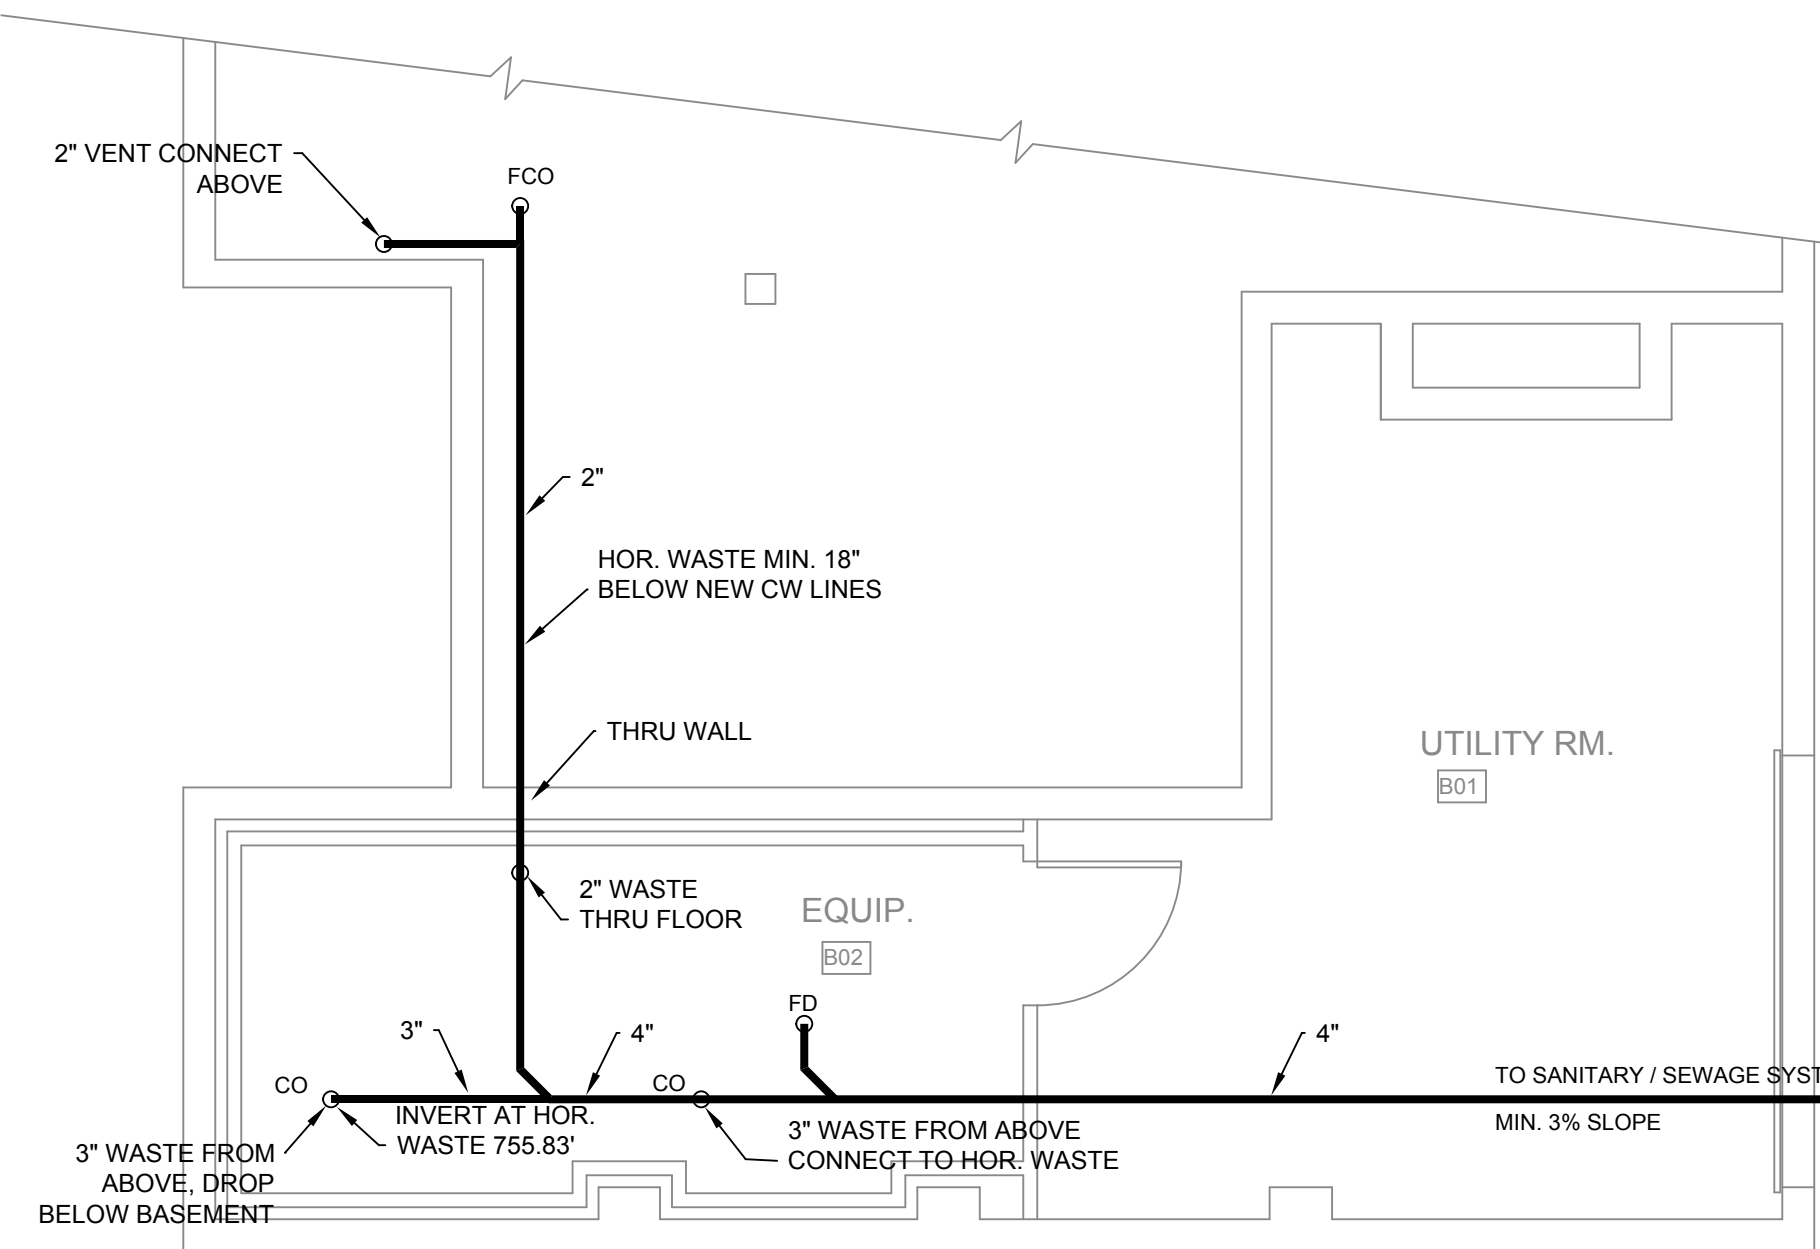 2" VENT CONNECT
ABOVE
FCO
2"
HOR. WASTE MIN. 18"
BELOW NEW CW LINES
THRU WALL
UTILITY RM.
B01
2" WASTE
THRU FLOOR
EQUIP.
B02
FD
3"
4"
4"
CO
CO
TO SANITARY / SEWAGE SYST
MIN. 3% SLOPE
INVERT AT HOR.
WASTE 755.83'
3" WASTE FROM ABOVE
CONNECT TO HOR. WASTE
3" WASTE FROM
ABOVE, DROP
BELOW BASEMENT